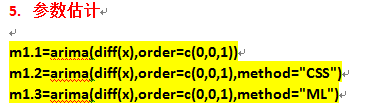 5. 参数估计
m1.1=arima(diff(x),order=c(0,0,1))
m1.2=arima(diff(x),order=c(0,0,1),method="CSS")
m1.3=arima(diff(x),order=c(0,0,1),method="ML")